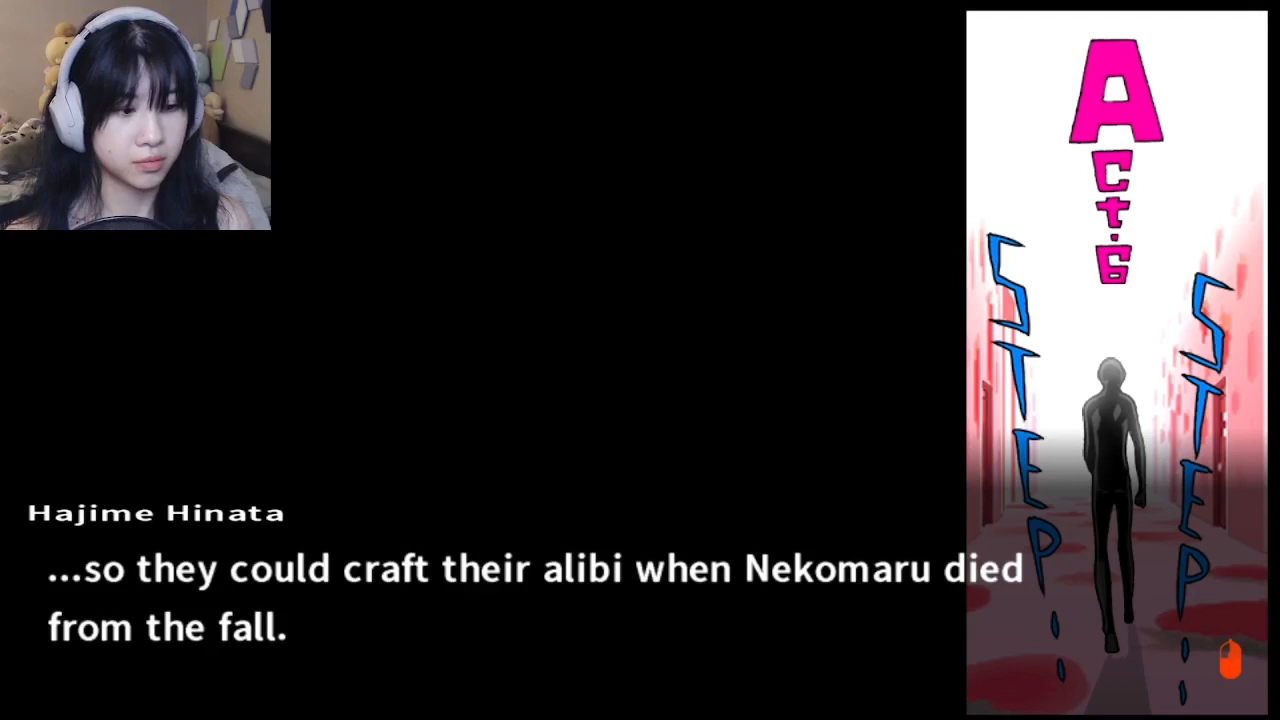 Act.6
STEP..
STEP..
Hajime Hinata
...so they could craft their alibi when Nekomaru died
from the fall.